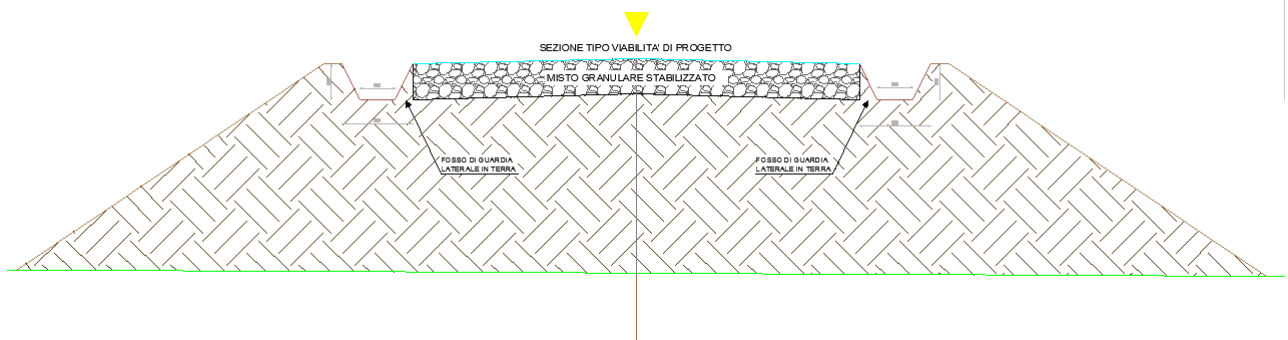 SEZIONE TIPO VIABILITA' DI PROGETTO
MISTO GRANULARE STABILIZZATO
FOSSO DI GUARDIA
LATERALE IN TERRA
FOSSO DI GUARDIA
LATERALE IN TERRA